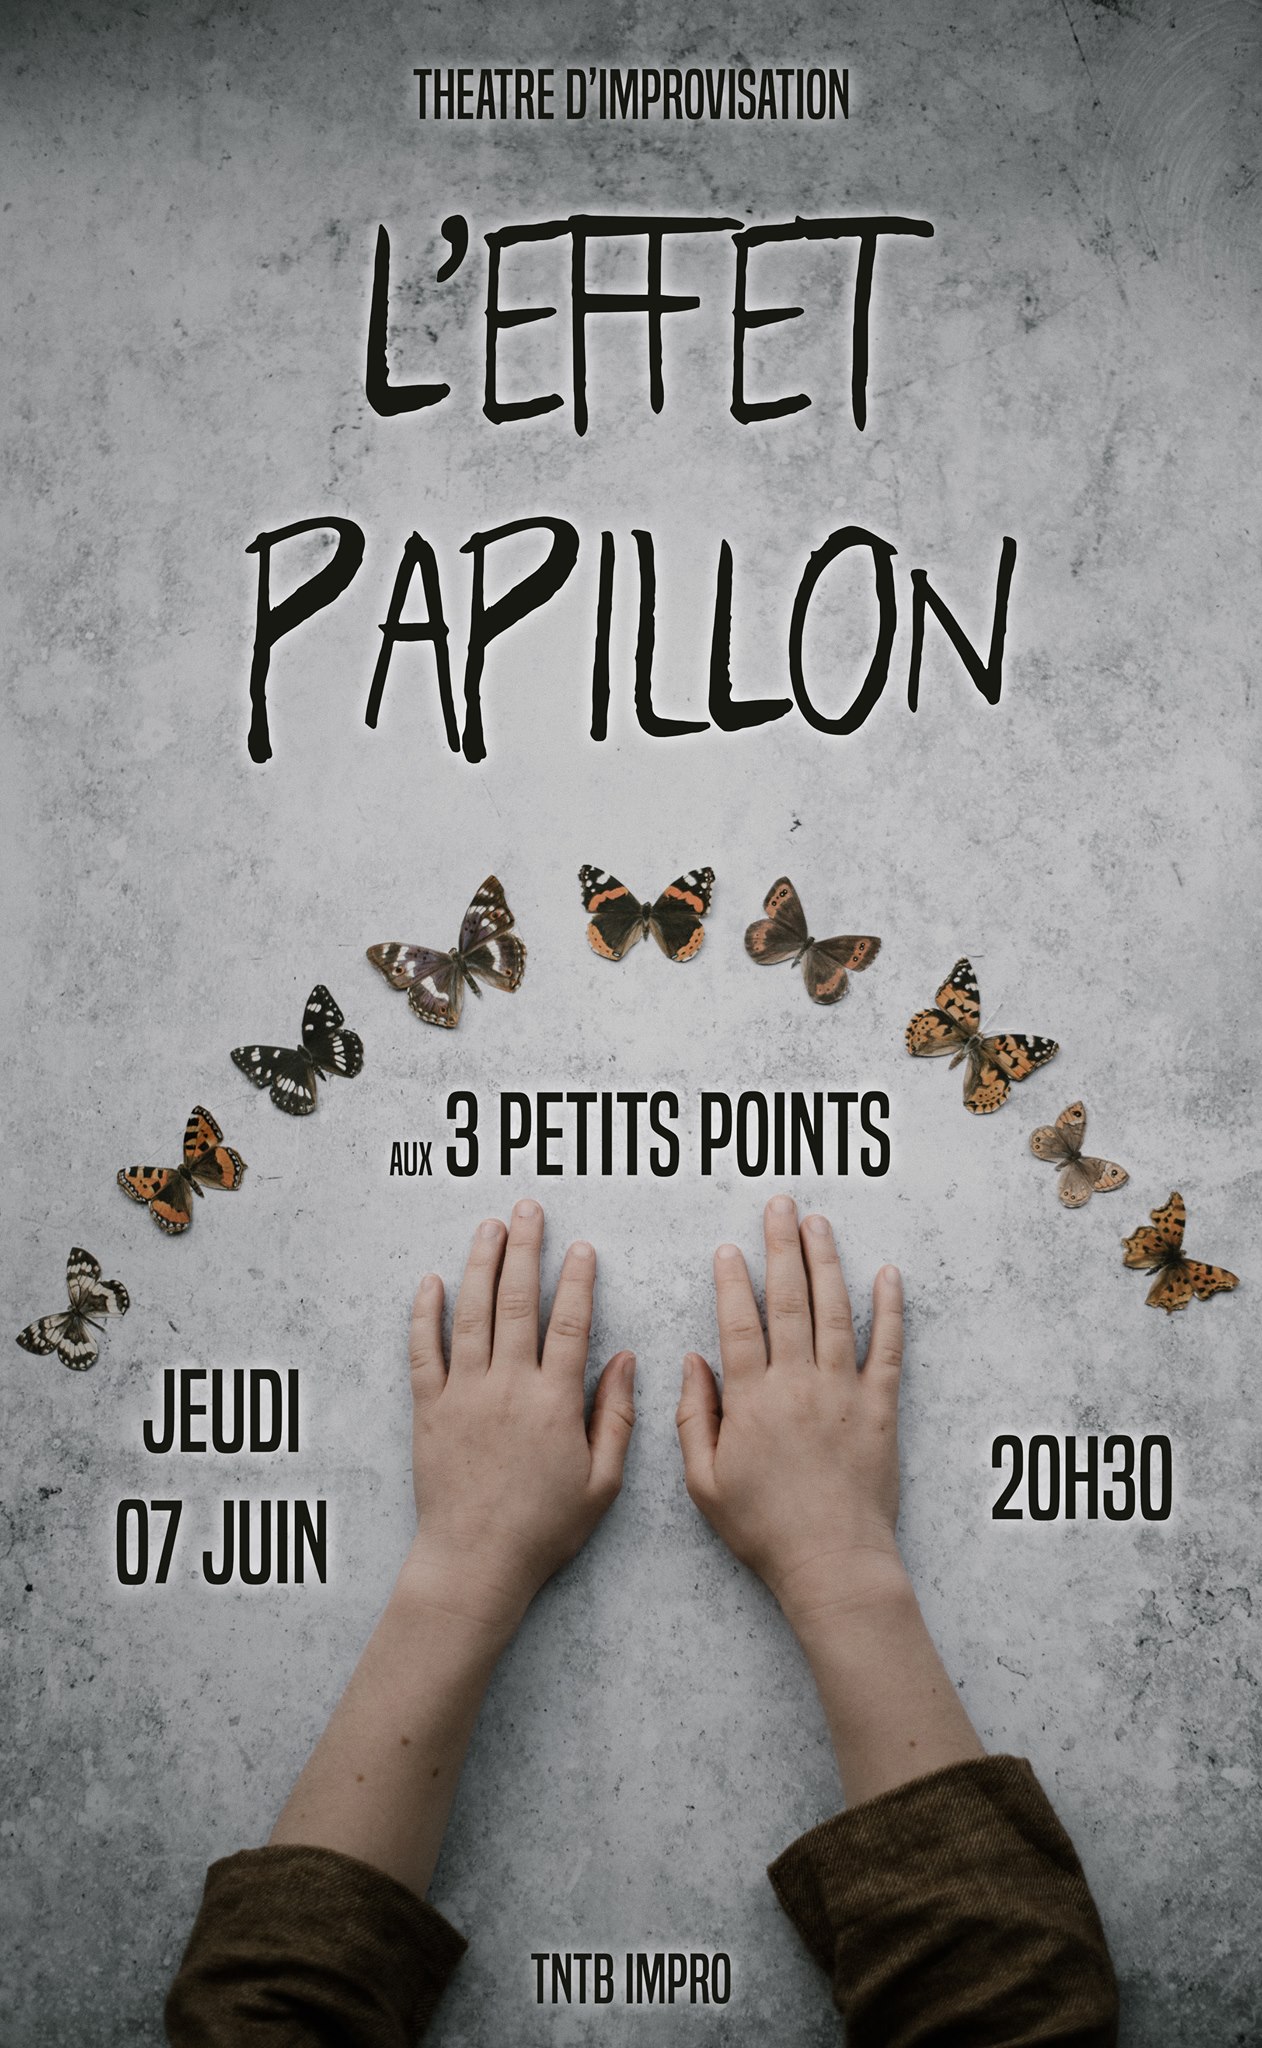 THEATRE D'IMPROVISATION
L'EFFET
PAPILLON
AUX 3 PETITS POINTS
JEUDI
07 JUIN
20H30
TNTB IMPRO